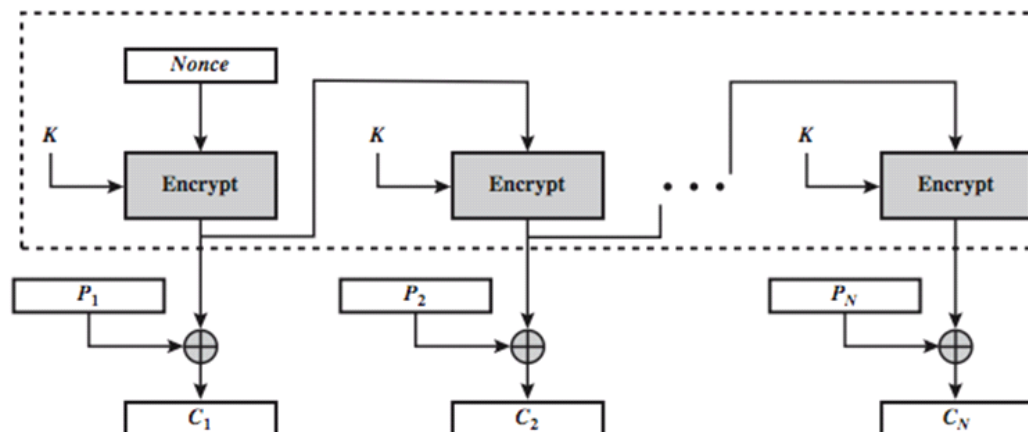 Nonce
K K K
Encrypt Encrypt • • • Encrypt
P1 P2 PN
C1 C2 CN